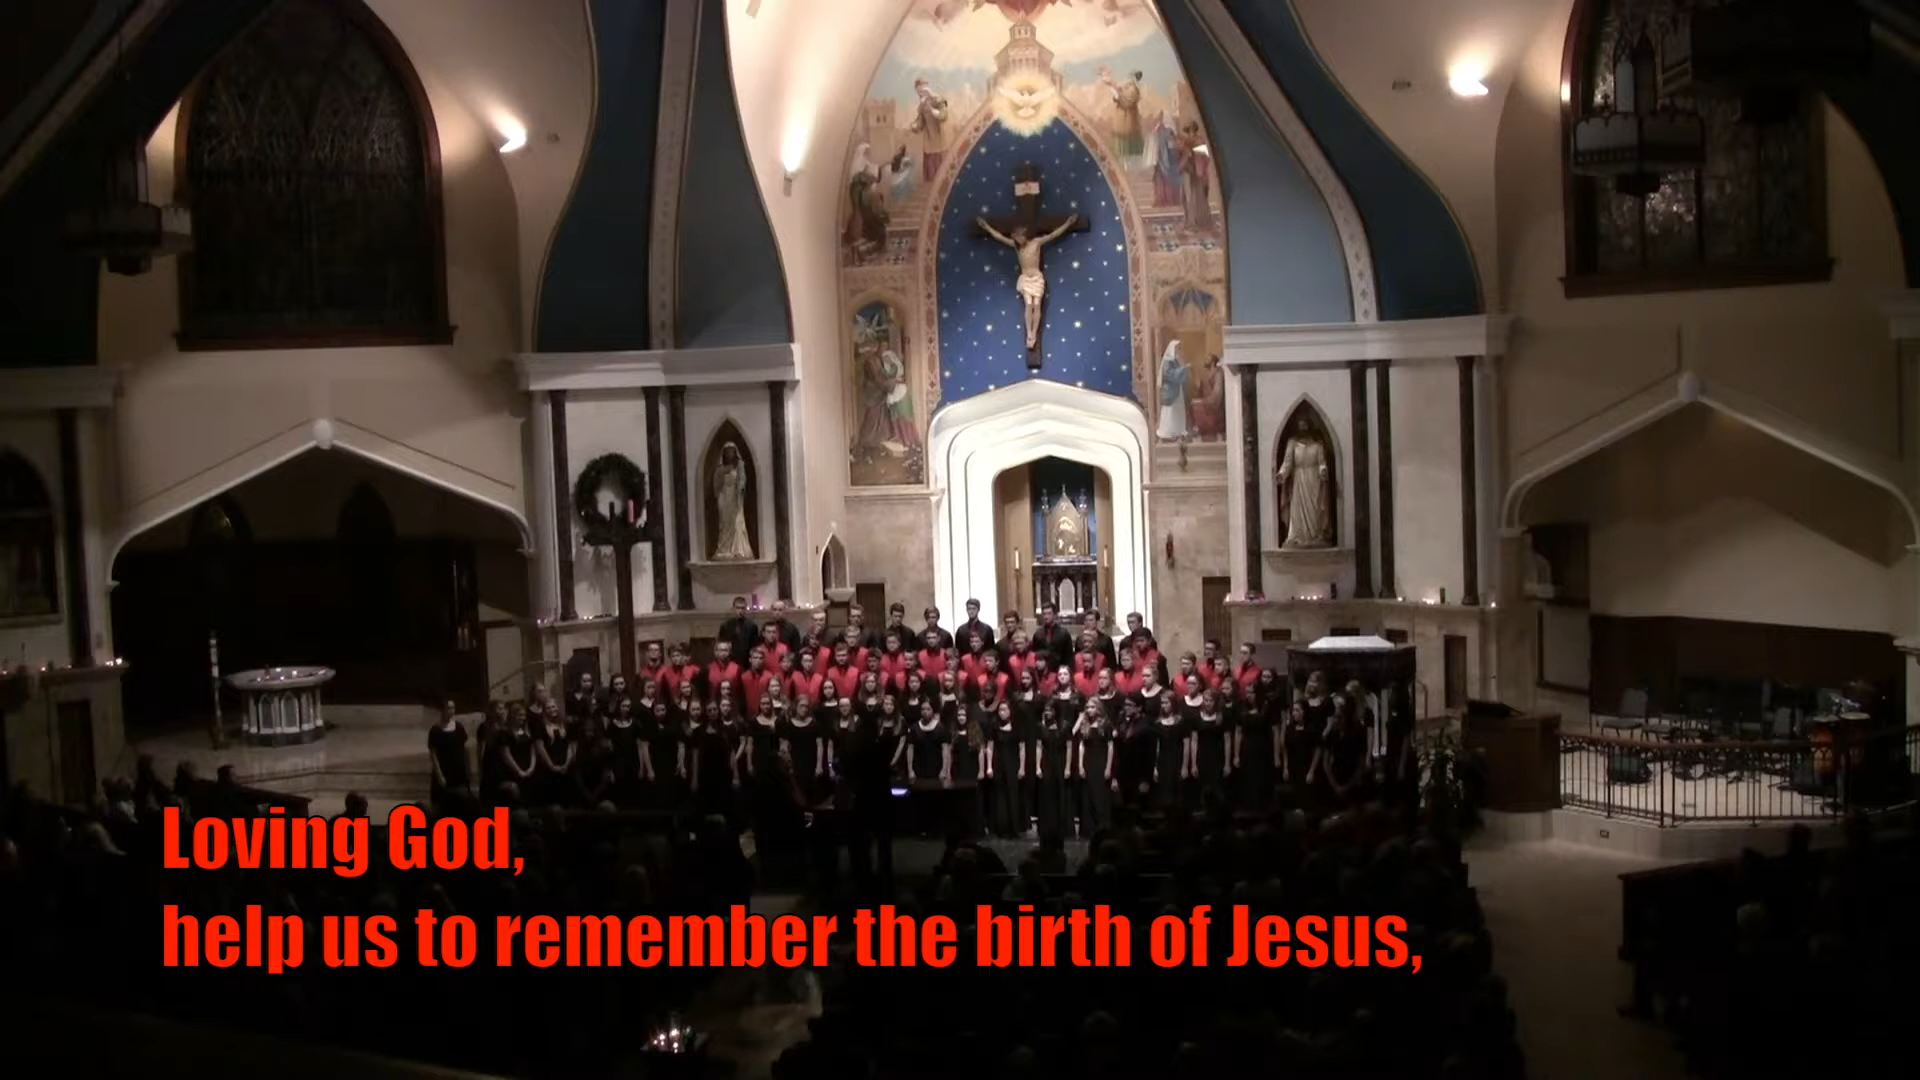 Loving God,
help us to remember the birth of Jesus,